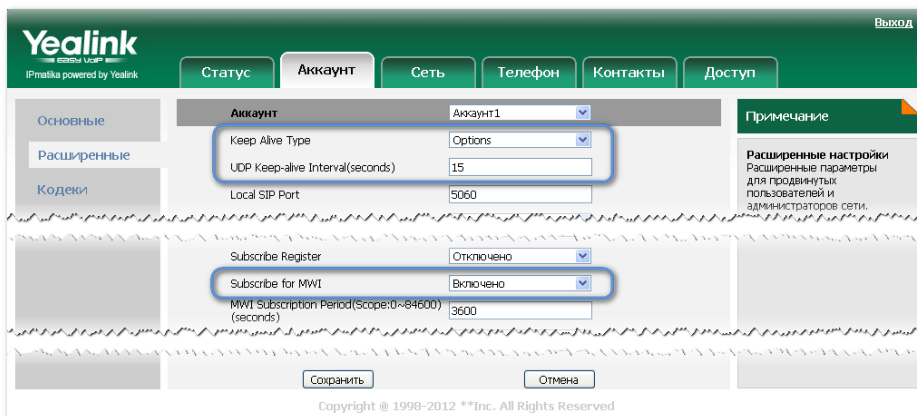 Выход
Yealink
EASY VoIP
IPmatika powered by Yealink
Статус
Аккаунт
Сеть
Телефон
Контакты
Доступ
Основные
Расширенные
Кодеки
Аккаунт
Аккаунт1
Keep Alive Type
Options
UDP Keep-alive Interval(seconds)
15
Local SIP Port
5060
Subscribe Register
Отключено
Subscribe for MWI
Включено
MWI Subscription Period(Scope:0~84600)
(seconds)
3600
Сохранить
Отмена
Примечание
Расширенные настройки
Расширенные параметры
для продвинутых
пользователей и
администраторов сети.
Copyright @ 1998-2012 **Inc. All Rights Reserved